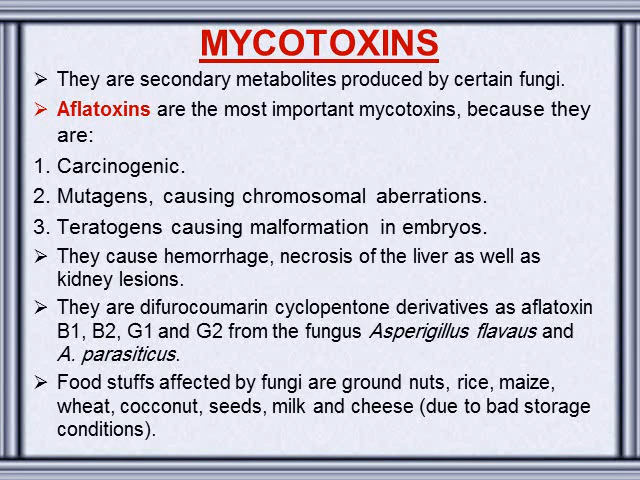 MYCOTOXINS
➢ They are secondary metabolites produced by certain fungi.
➢ Aflatoxins are the most important mycotoxins, because they
are:
1. Carcinogenic.
2. Mutagens, causing chromosomal aberrations.
3. Teratogens causing malformation in embryos.
➢ They cause hemorrhage, necrosis of the liver as well as
kidney lesions.
➢ They are difurocoumarin cyclopentone derivatives as aflatoxin
B1, B2, G1 and G2 from the fungus Asperigillus flavaus and
A. parasiticus.
➢ Food stuffs affected by fungi are ground nuts, rice, maize,
wheat, cocconut, seeds, milk and cheese (due to bad storage
conditions).